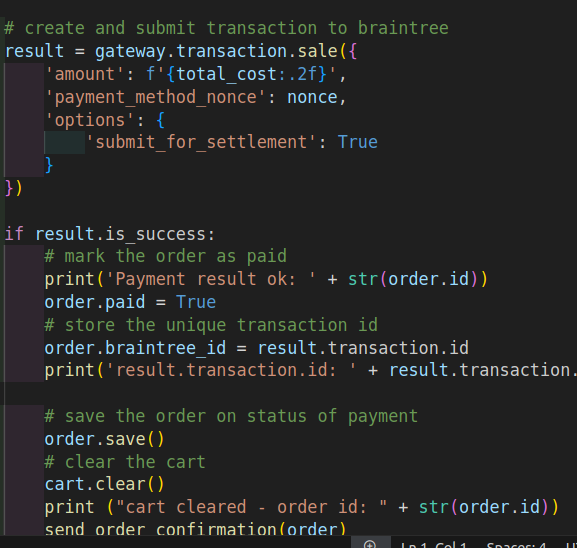 # create and submit transaction to braintree
result = gateway.transaction.sale({
    'amount': f'{total_cost:.2f}',
    'payment_method_nonce': nonce,
    'options': {
        'submit_for_settlement': True
    }
})

if result.is_success:
    # mark the order as paid
    print('Payment result ok: ' + str(order.id))
    order.paid = True
    # store the unique transaction id
    order.braintree_id = result.transaction.id
    print('result.transaction.id: ' + result.transaction.

    # save the order on status of payment
    order.save()
    # clear the cart
    cart.clear()
    print ("cart cleared - order id: " + str(order.id))
    send_order_confirmation(order)
Ln 1, Col 1 Spaces: 4